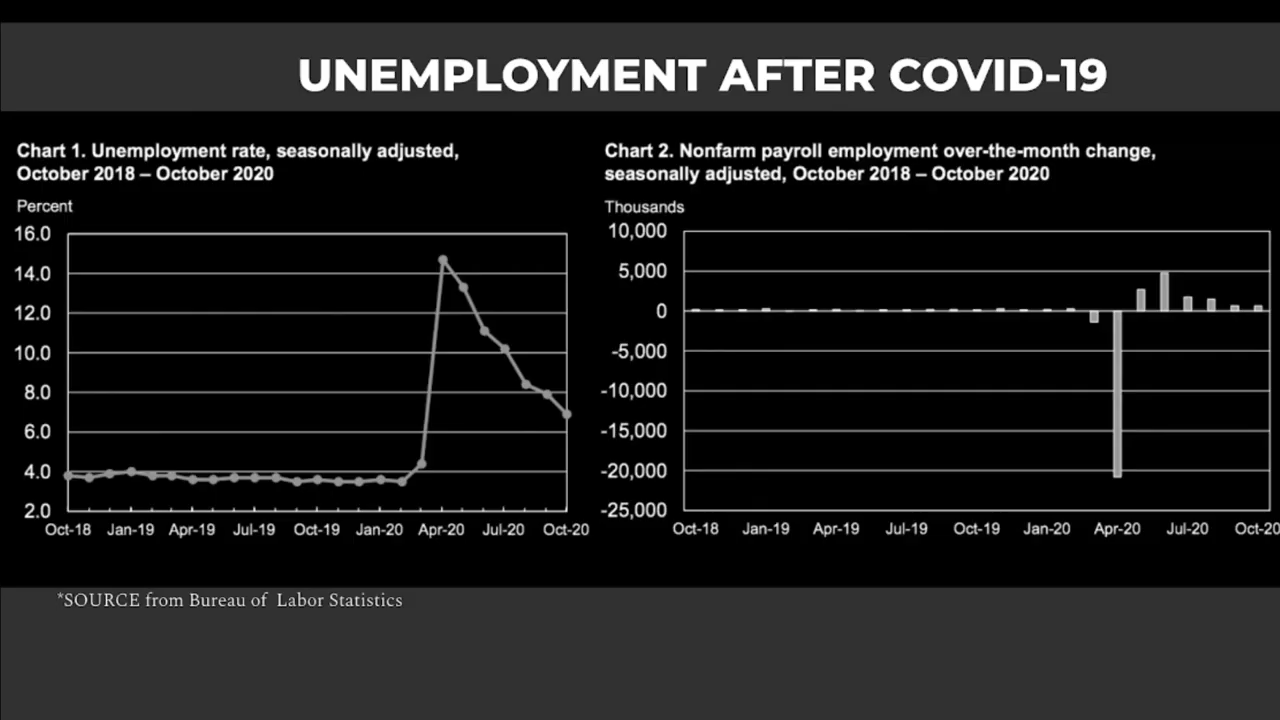 UNEMPLOYMENT AFTER COVID-19
Chart 1. Unemployment rate, seasonally adjusted,
October 2018 – October 2020
Percent
16.0
14.0
12.0
10.0
8.0
6.0
4.0
2.0
Oct-18 Jan-19 Apr-19 Jul-19 Oct-19 Jan-20 Apr-20 Jul-20 Oct-20
Chart 2. Nonfarm payroll employment over-the-month change,
seasonally adjusted, October 2018 – October 2020
Thousands
10,000
5,000
0
-5,000
-10,000
-15,000
-20,000
-25,000
Oct-18 Jan-19 Apr-19 Jul-19 Oct-19 Jan-20 Apr-20 Jul-20 Oct-20
*SOURCE from Bureau of Labor Statistics